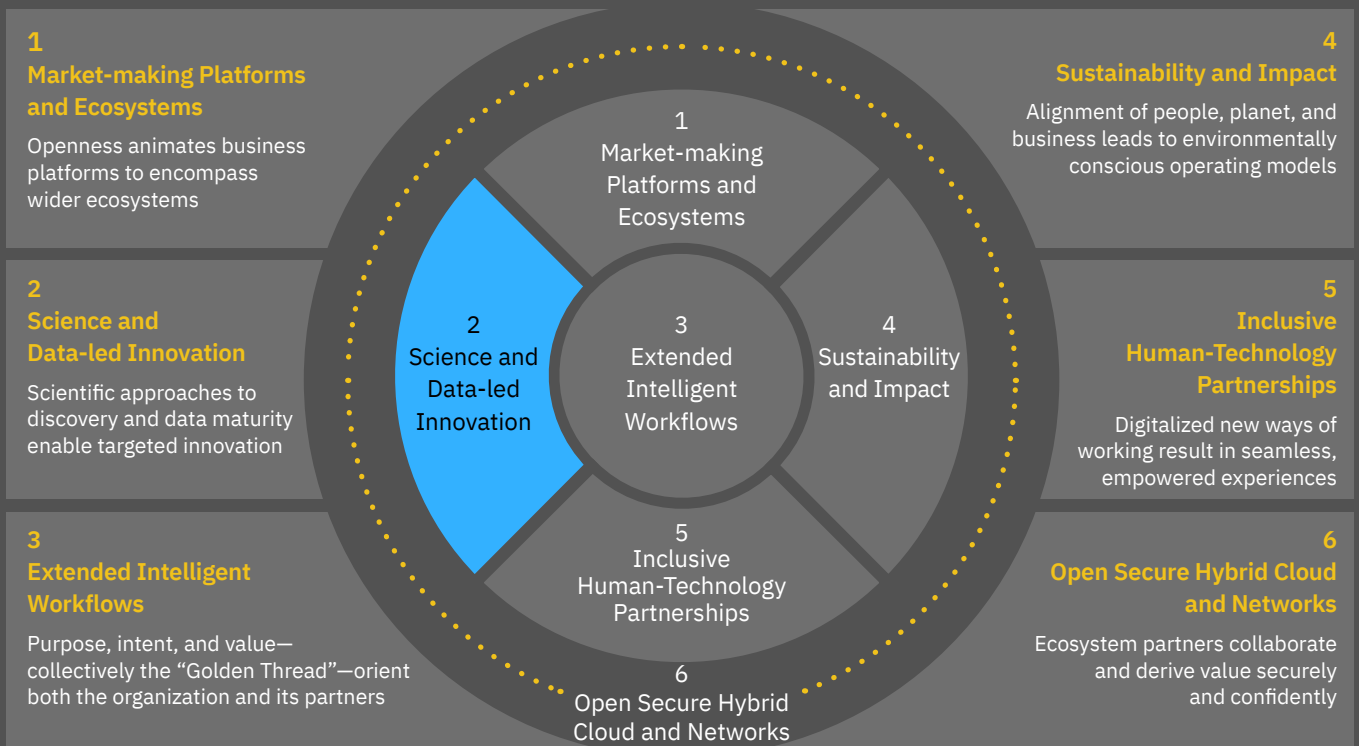 1
Market-making Platforms
and Ecosystems
Openness animates business
platforms to encompass
wider ecosystems
2
Science and
Data-led Innovation
Scientific approaches to
discovery and data maturity
enable targeted innovation
3
Extended Intelligent
Workflows
Purpose, intent, and value—
collectively the “Golden Thread”—orient
both the organization and its partners
1
Market-making
Platforms and
Ecosystems
2
Science and
Data-led
Innovation
3
Extended
Intelligent
Workflows
4
Sustainability
and Impact
5
Inclusive
Human-Technology
Partnerships
6
Open Secure Hybrid
Cloud and Networks
4
Sustainability and Impact
Alignment of people, planet, and
business leads to environmentally
conscious operating models
5
Inclusive
Human-Technology
Partnerships
Digitalized new ways of
working result in seamless,
empowered experiences
6
Open Secure Hybrid Cloud
and Networks
Ecosystem partners collaborate
and derive value securely
and confidently